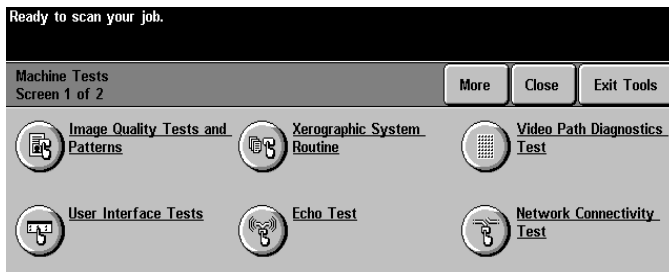 Ready to scan your job.
Machine Tests
Screen 1 of 2
More
Close
Exit Tools
Image Quality Tests and
Patterns
Xerographic System
Routine
Video Path Diagnostics
Test
User Interface Tests
Echo Test
Network Connectivity
Test